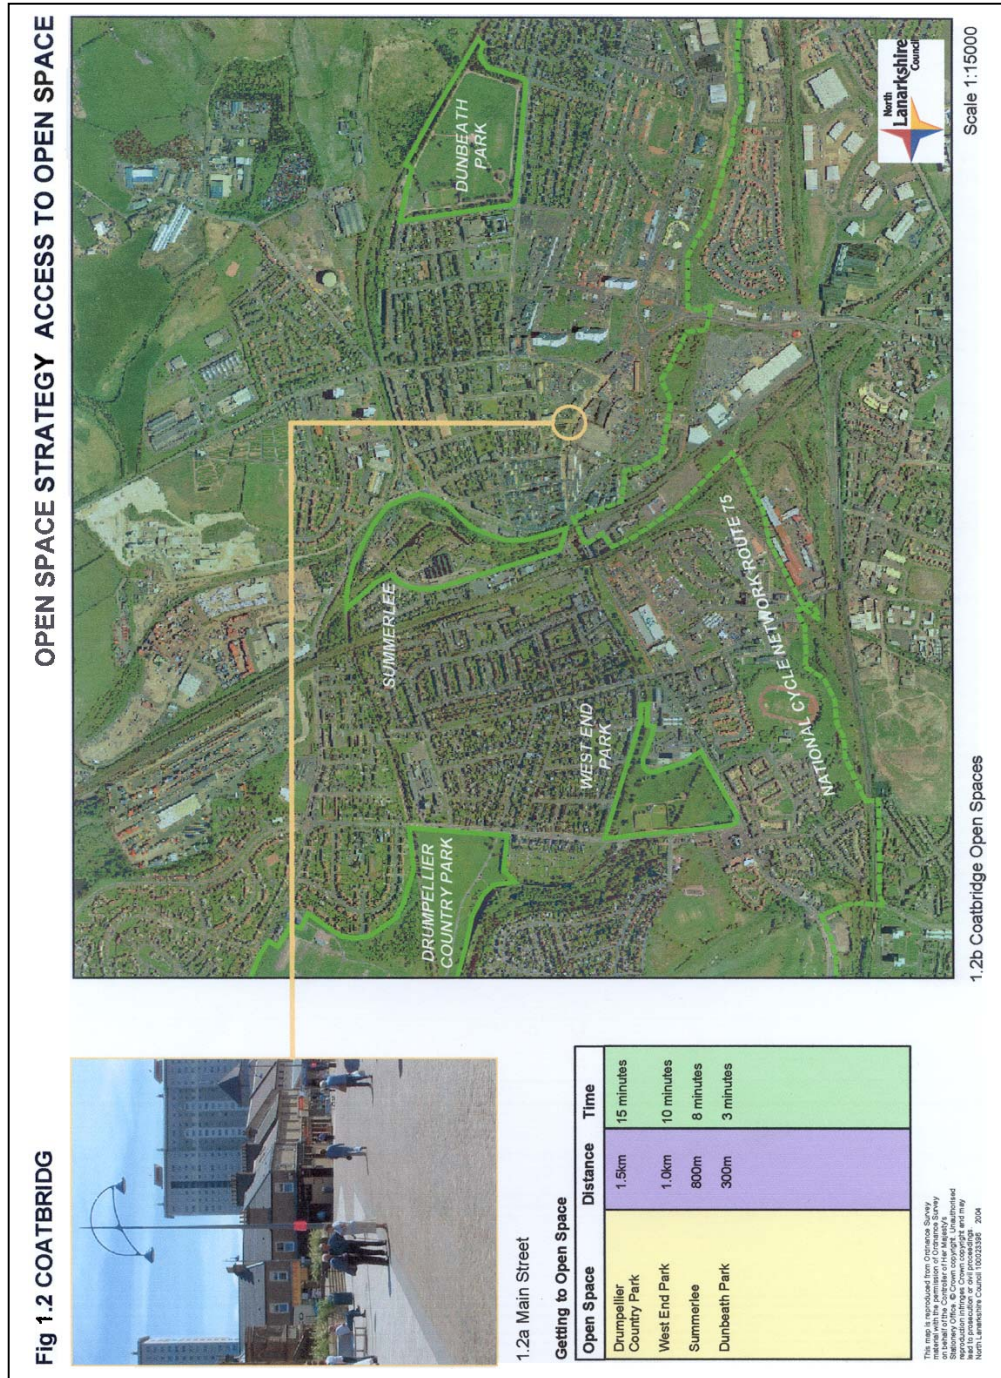 Fig 1.2 COATBRIDG
OPEN SPACE STRATEGY ACCESS TO OPEN SPACE
1.2a Main Street
Getting to Open Space
Open Space Distance Time
Drumpellier
Country Park 1.5km 15 minutes
West End Park 1.0km 10 minutes
Summerlee 800m 8 minutes
Dunbeath Park 300m 3 minutes
This map is reproduced from Ordnance Survey
material with the permission of Ordnance Survey
on behalf of the Controller of Her Majesty's
Stationery Office © Crown copyright. Unauthorised
reproduction infringes Crown copyright and may
lead to prosecution or civil proceedings.
North Lanarkshire Council 100023396 2004
DRUMPELLIER
COUNTRY PARK
SUMMERLEE
WEST END
PARK
NATIONAL CYCLE NETWORK ROUTE 75
DUNBEATH
PARK
North
Lanarkshire
Council
1.2b Coatbridge Open Spaces
Scale 1:15000